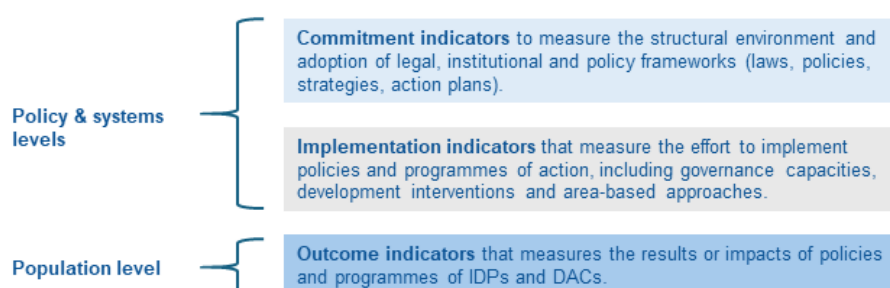 Commitment indicators to measure the structural environment and
adoption of legal, institutional and policy frameworks (laws, policies,
strategies, action plans).
Policy & systems
levels
Implementation indicators that measure the effort to implement
policies and programmes of action, including governance capacities,
development interventions and area-based approaches.
Population level
Outcome indicators that measures the results or impacts of policies
and programmes of IDPs and DACs.